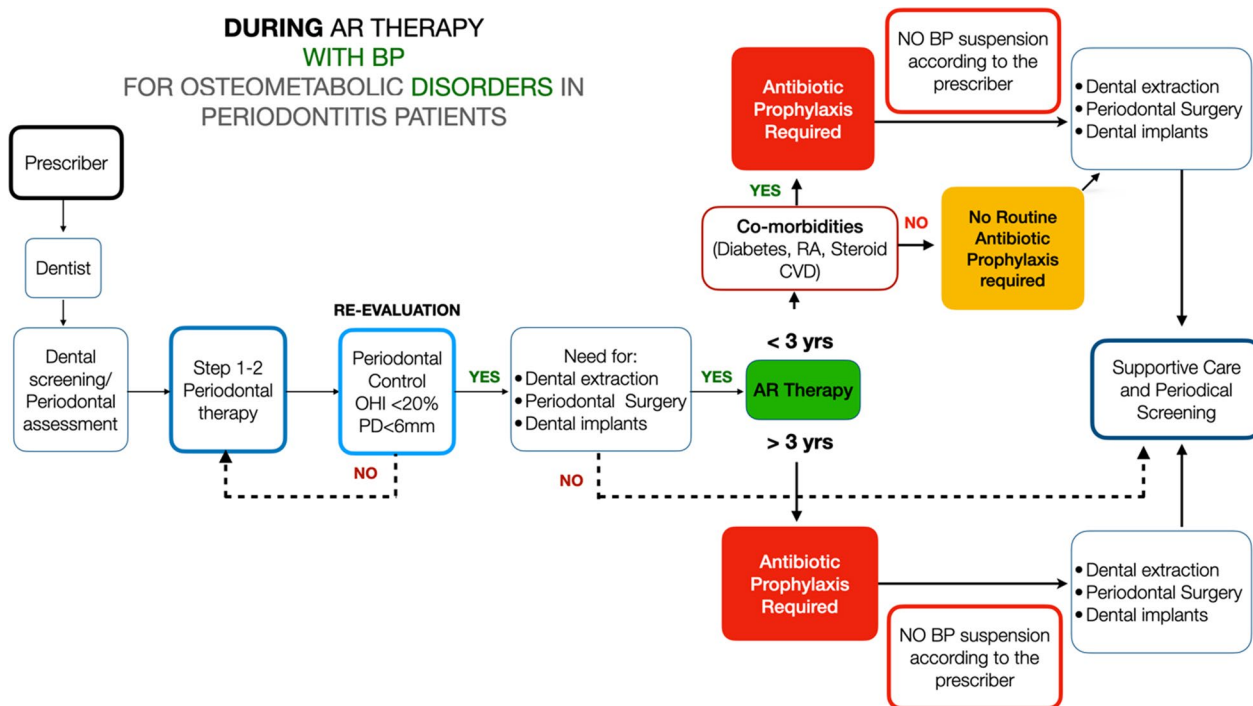 DURING AR THERAPY
WITH BP
FOR OSTEOMETABOLIC DISORDERS IN
PERIODONTITIS PATIENTS
Prescriber
Dentist
Dental
screening/
Periodontal
assessment
Step 1-2
Periodontal
therapy
RE-EVALUATION
Periodontal
Control
OHI <20%
PD<6mm
NO
YES
Need for:
• Dental extraction
• Periodontal Surgery
• Dental implants
NO
YES
AR Therapy
< 3 yrs
Co-morbidities
(Diabetes, RA, Steroid
CVD)
YES
Antibiotic
Prophylaxis
Required
NO
No Routine
Antibiotic
Prophylaxis
required
NO BP suspension
according to the
prescriber
• Dental extraction
• Periodontal Surgery
• Dental implants
> 3 yrs
Antibiotic
Prophylaxis
Required
NO BP suspension
according to the
prescriber
• Dental extraction
• Periodontal Surgery
• Dental implants
Supportive Care
and Periodical
Screening